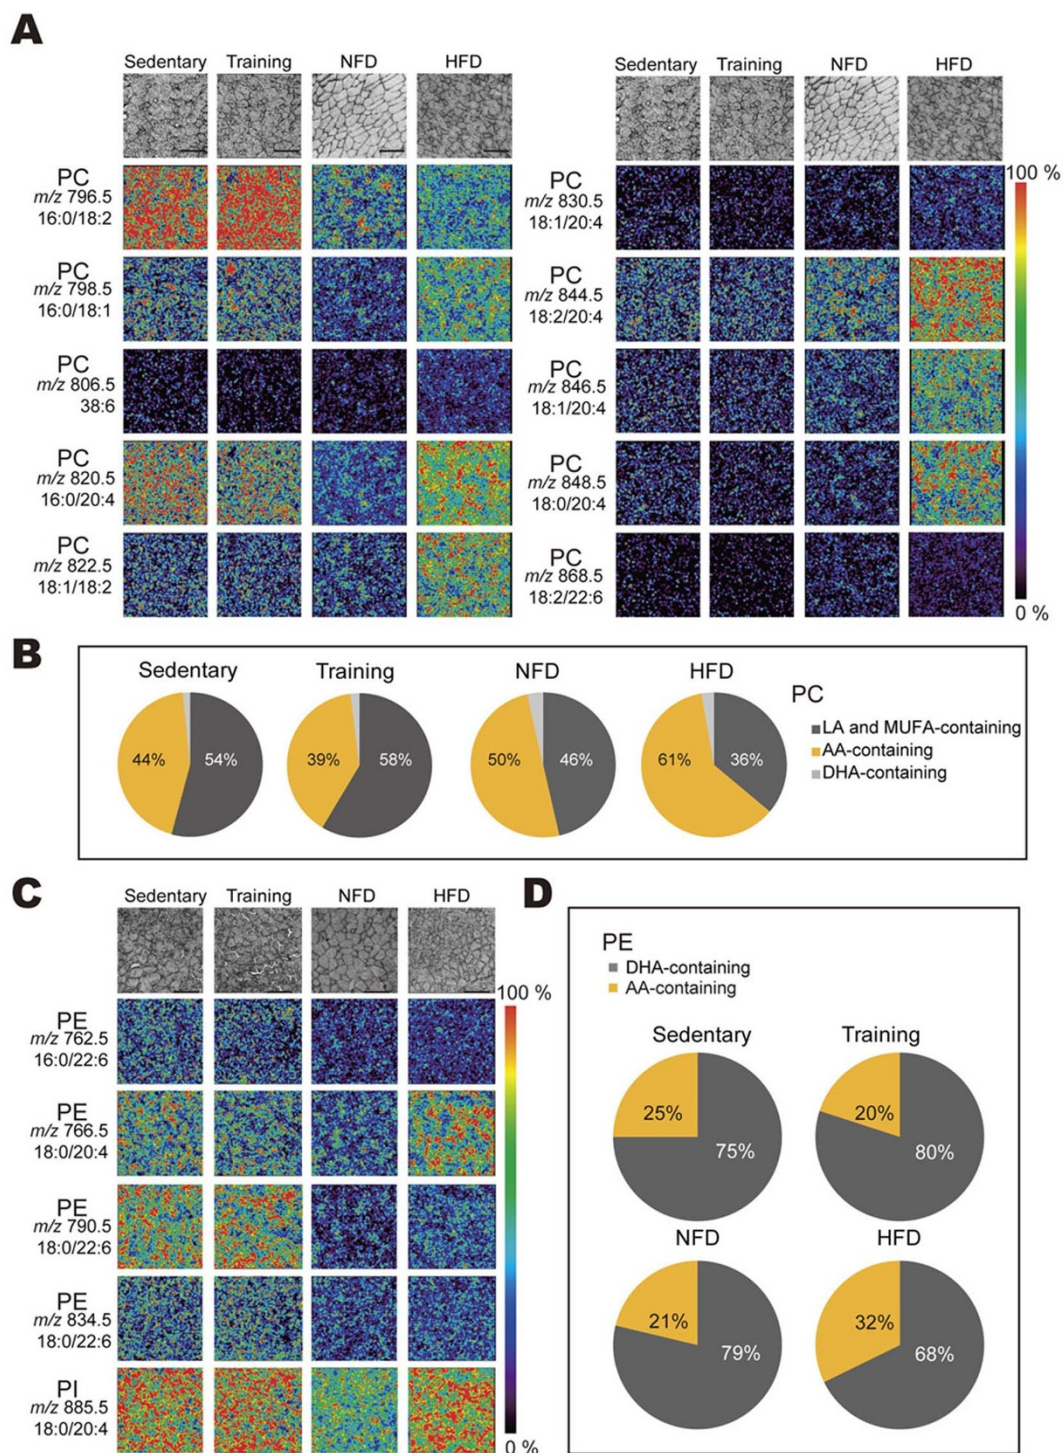 A
Sedentary Training NFD HFD
Sedentary Training NFD HFD
PC
m/z 796.5
16:0/18:2
PC
m/z 798.5
16:0/18:1
PC
m/z 806.5
38:6
PC
m/z 820.5
16:0/20:4
PC
m/z 822.5
18:1/18:2
PC
m/z 830.5
18:1/20:4
PC
m/z 844.5
18:2/20:4
PC
m/z 846.5
18:1/20:4
PC
m/z 848.5
18:0/20:4
PC
m/z 868.5
18:2/22:6
100 %
0 %
B
Sedentary Training NFD HFD
44% 54% 39% 58% 50% 46% 61% 36%
PC
LA and MUFA-containing
AA-containing
DHA-containing
C
Sedentary Training NFD HFD
PE
m/z 762.5
16:0/22:6
PE
m/z 766.5
18:0/20:4
PE
m/z 790.5
18:0/22:6
PE
m/z 834.5
18:0/22:6
PI
m/z 885.5
18:0/20:4
100 %
0 %
D
PE
DHA-containing
AA-containing
Sedentary Training
25% 75% 20% 80%
NFD HFD
21% 79% 32% 68%